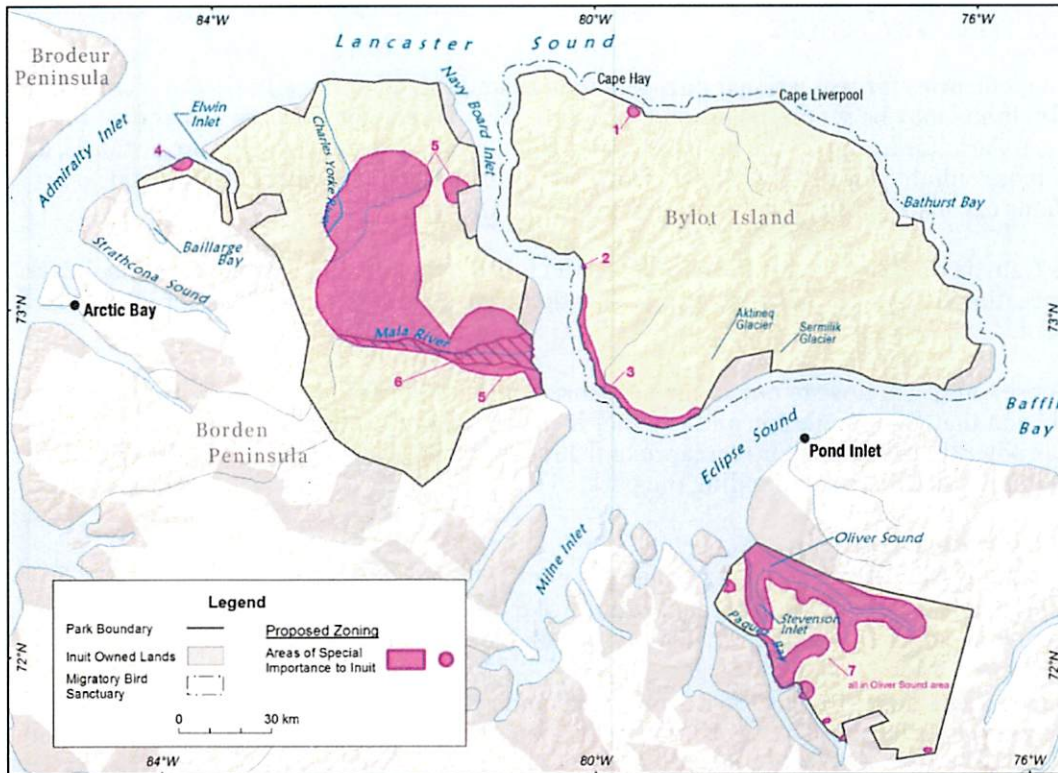 84°W
80°W
76°W
Lancaster Sound
Brodeur
Peninsula
Cape Hay
Cape Liverpool
Navy Board Inlet
Elwin
Inlet
Admiralty Inlet
4
Charles Yorke
5
1
Bylot Island
Bathurst Bay
Baillarge
Bay
Strathcona Sound
2
73°N
Arctic Bay
73°N
Aktineq
Glacier
Sermilik
Glacier
Mala River
3
6
5
Baffin
Bay
Borden
Peninsula
Eclipse Sound
Pond Inlet
Milne Inlet
Oliver Sound
Stevenson
Inlet
Paquet Bay
72°N
72°N
7
all in Oliver Sound area
Legend
Park Boundary
Proposed Zoning
Inuit Owned Lands
Areas of Special
Importance to Inuit
Migratory Bird
Sanctuary
0 30 km
84°W
80°W
76°W